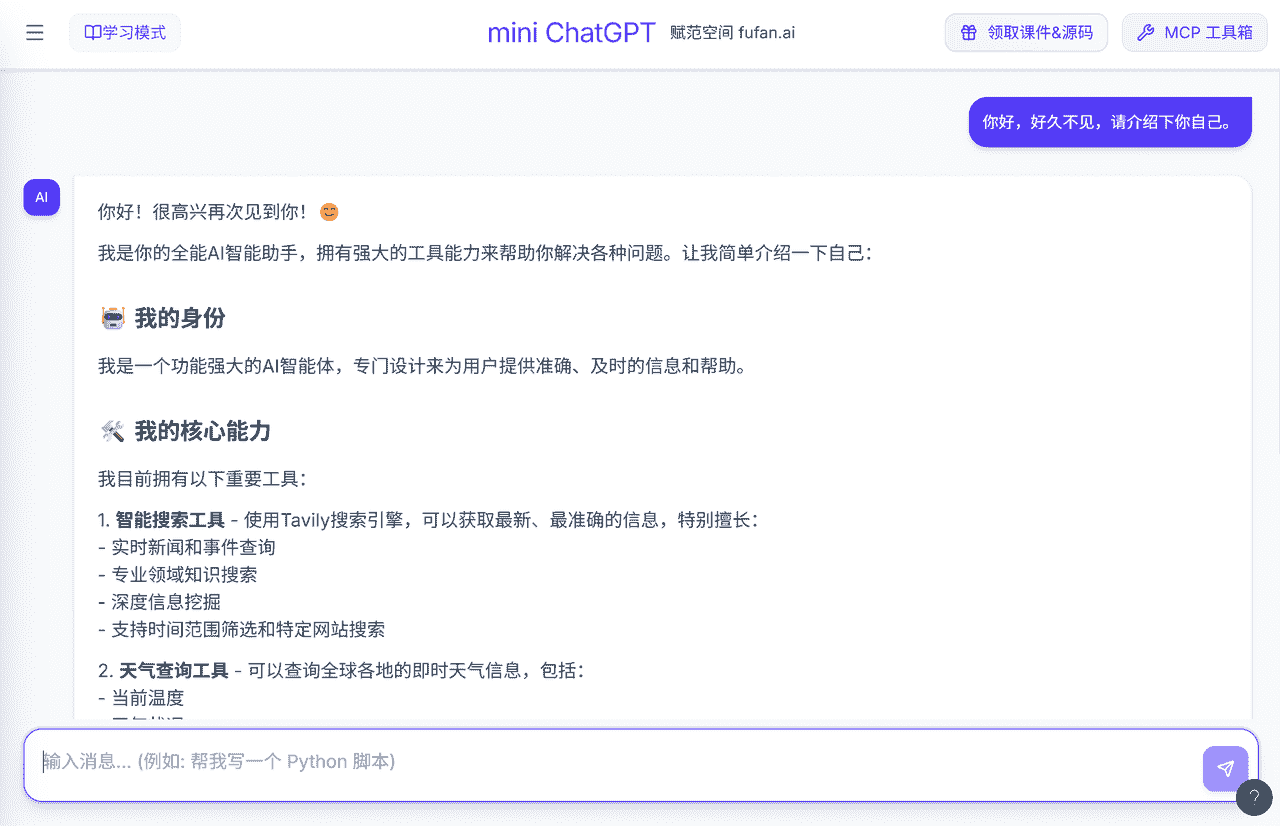 学习模式
mini ChatGPT 赋范空间 fufan.ai
领取课件&源码
MCP 工具箱
你好，好久不见，请介绍下你自己。
AI
你好！很高兴再次见到你！😊
我是你的全能AI智能助手，拥有强大的工具能力来帮助你解决各种问题。让我简单介绍一下自己：
🤖 我的身份
我是一个功能强大的AI智能体，专门设计来为用户提供准确、及时的信息和帮助。
🛠️ 我的核心能力
我目前拥有以下重要工具：
1. 智能搜索工具 - 使用Tavily搜索引擎，可以获取最新、最准确的信息，特别擅长：
- 实时新闻和事件查询
- 专业领域知识搜索
- 深度信息挖掘
- 支持时间范围筛选和特定网站搜索
2. 天气查询工具 - 可以查询全球各地的即时天气信息，包括：
- 当前温度
输入消息... (例如: 帮我写一个 Python 脚本)
?